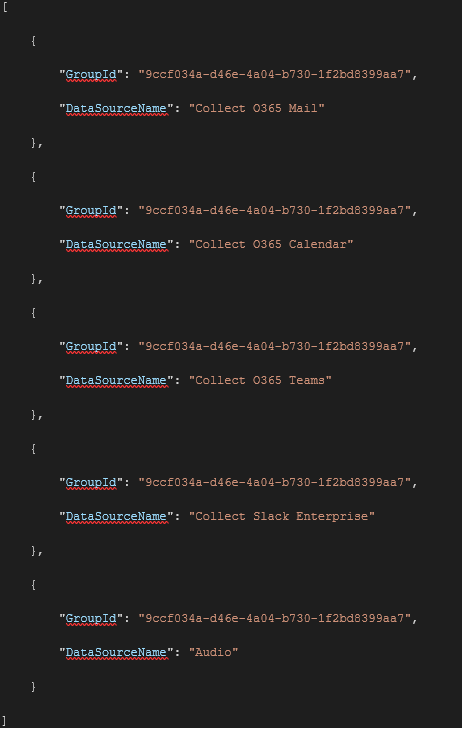 [
{
"GroupId": "9ccf034a-d46e-4a04-b730-1f2bd8399aa7",
"DataSourceName": "Collect O365 Mail"
},
{
"GroupId": "9ccf034a-d46e-4a04-b730-1f2bd8399aa7",
"DataSourceName": "Collect O365 Calendar"
},
{
"GroupId": "9ccf034a-d46e-4a04-b730-1f2bd8399aa7",
"DataSourceName": "Collect O365 Teams"
},
{
"GroupId": "9ccf034a-d46e-4a04-b730-1f2bd8399aa7",
"DataSourceName": "Collect Slack Enterprise"
},
{
"GroupId": "9ccf034a-d46e-4a04-b730-1f2bd8399aa7",
"DataSourceName": "Audio"
}
]